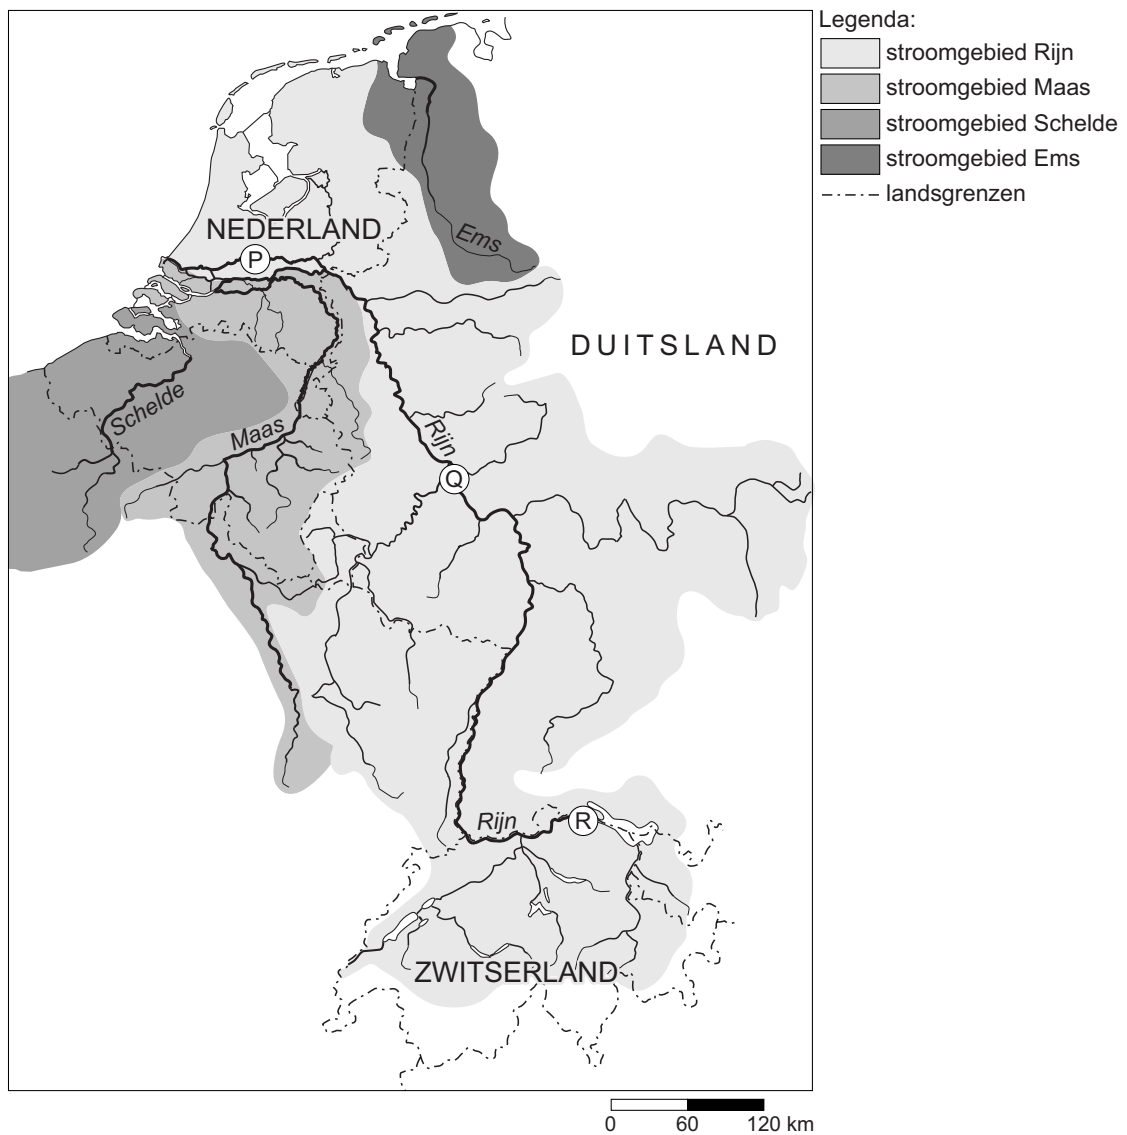 Legenda:
stroomgebied Rijn
stroomgebied Maas
stroomgebied Schelde
stroomgebied Ems
landsgrenzen
NEDERLAND
Ems
P
DUITSLAND
Schelde
Maas
Rijn
Q
Rijn
R
ZWITSERLAND
0 60 120 km